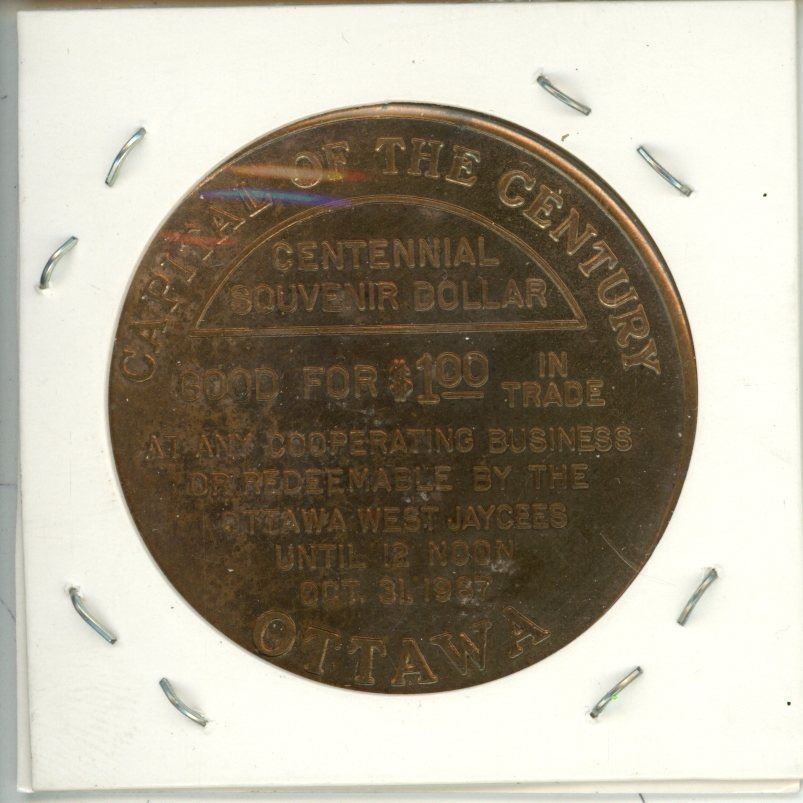 CAPITAL OF THE CENTURY
CENTENNIAL
SOUVENIR DOLLAR
GOOD FOR $1.00 IN TRADE
AT ANY COOPERATING BUSINESS
OR REDEEMABLE BY THE
OTTAWA WEST JAYCEES
UNTIL 12 NOON
OCT. 31, 1967
OTTAWA